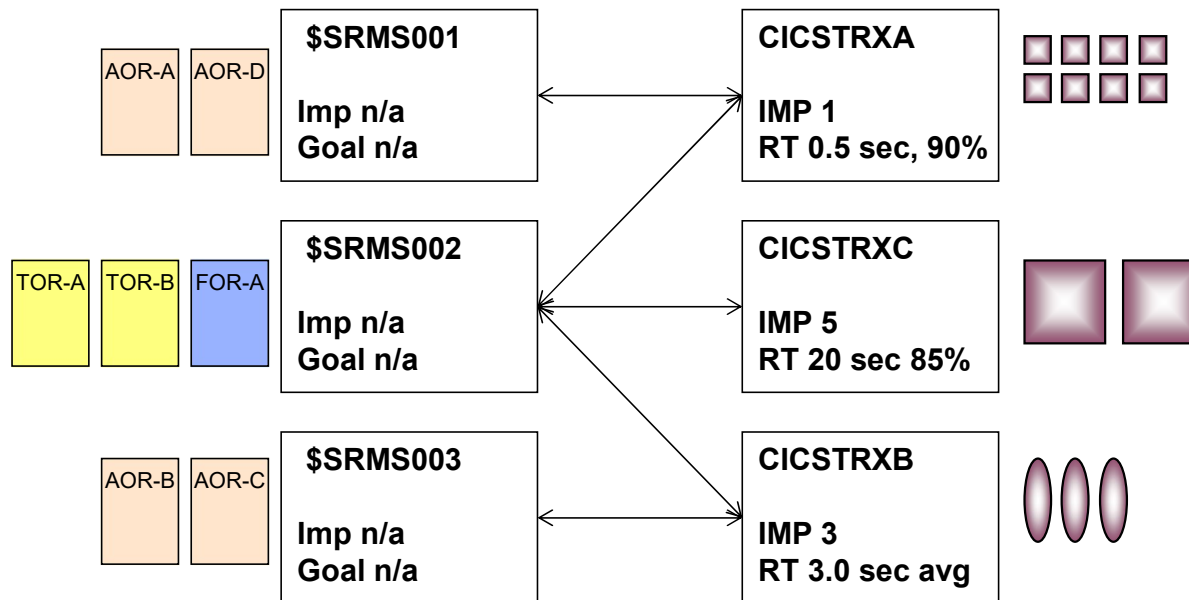 $SRMS001
Imp n/a
Goal n/a
AOR-A
AOR-D
CICSTRXA
IMP 1
RT 0.5 sec, 90%
TOR-A
TOR-B
FOR-A
$SRMS002
Imp n/a
Goal n/a
CICSTRXC
IMP 5
RT 20 sec 85%
AOR-B
AOR-C
$SRMS003
Imp n/a
Goal n/a
CICSTRXB
IMP 3
RT 3.0 sec avg